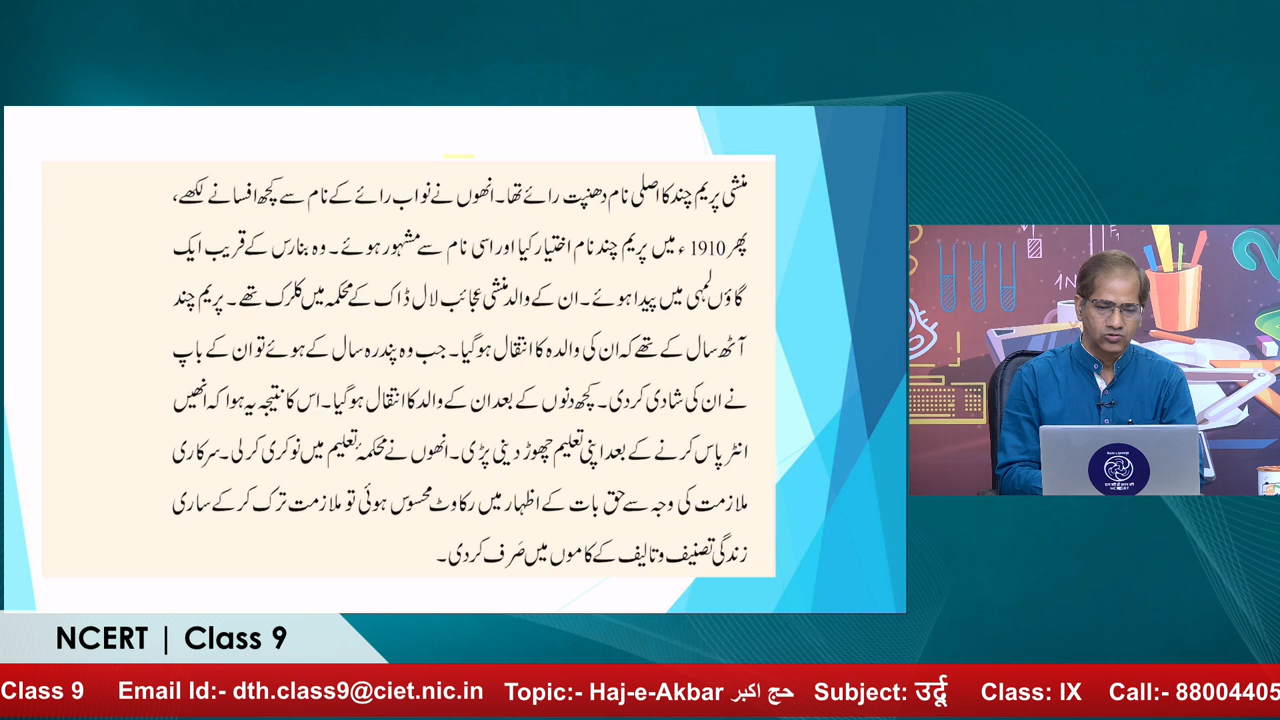 منشی پریم چند کا اصلی نام دھنپت رائے تھا۔ انھوں نے نواب رائے کے نام سے کچھ افسانے لکھے،
پھر 1910ء میں پریم چند نام اختیار کیا اور اسی نام سے مشہور ہوئے۔ وہ بنارس کے قریب ایک
گاؤں لمہی میں پیدا ہوئے۔ ان کے والد منشی عجائب لال ڈاک کے محکمہ میں کلرک تھے۔ پریم چند
آٹھ سال کے تھے کہ ان کی والدہ کا انتقال ہوگیا۔ جب وہ پندرہ سال کے ہوئے تو ان کے باپ
نے ان کی شادی کردی۔ کچھ دنوں کے بعد ان کے والد کا انتقال ہوگیا۔ اس کا نتیجہ یہ ہوا کہ انھیں
انٹر پاس کرنے کے بعد اپنی تعلیم چھوڑ دینی پڑی۔ انھوں نے محکمۂ تعلیم میں نوکری کرلی۔ سرکاری
ملازمت کی وجہ سے حق بات کے اظہار میں رکاوٹ محسوس ہوئی تو ملازمت ترک کرکے ساری
زندگی تصنیف و تالیف کے کاموں میں صَرف کردی۔
NCERT
NCERT | Class 9
Class 9 Email Id:- dth.class9@ciet.nic.in Topic:- Haj-e-Akbar حج اکبر Subject: उर्दू Class: IX Call:- 88004405